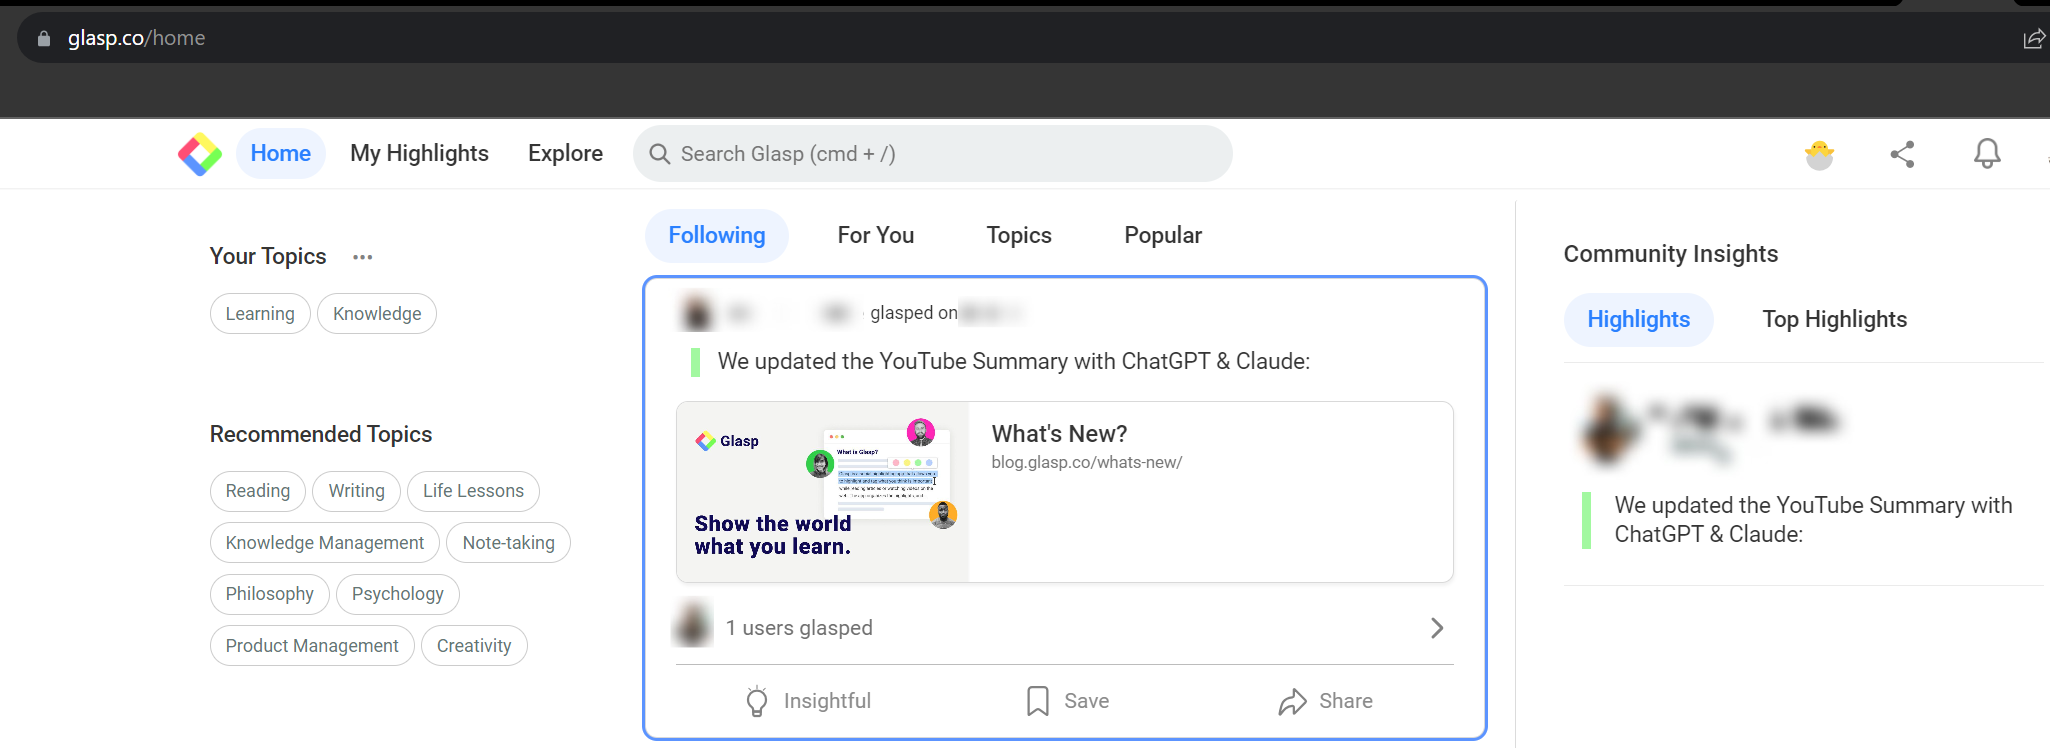 glasp.co/home
Home
My Highlights
Explore
Search Glasp (cmd + /)
Your Topics
Learning
Knowledge
Recommended Topics
Reading
Writing
Life Lessons
Knowledge Management
Note-taking
Philosophy
Psychology
Product Management
Creativity
Following
For You
Topics
Popular
glasped on
We updated the YouTube Summary with ChatGPT & Claude:
Glasp
What is Glasp?
Show the world
what you learn.
What's New?
blog.glasp.co/whats-new/
1 users glasped
Insightful
Save
Share
Community Insights
Highlights
Top Highlights
We updated the YouTube Summary with
ChatGPT & Claude: